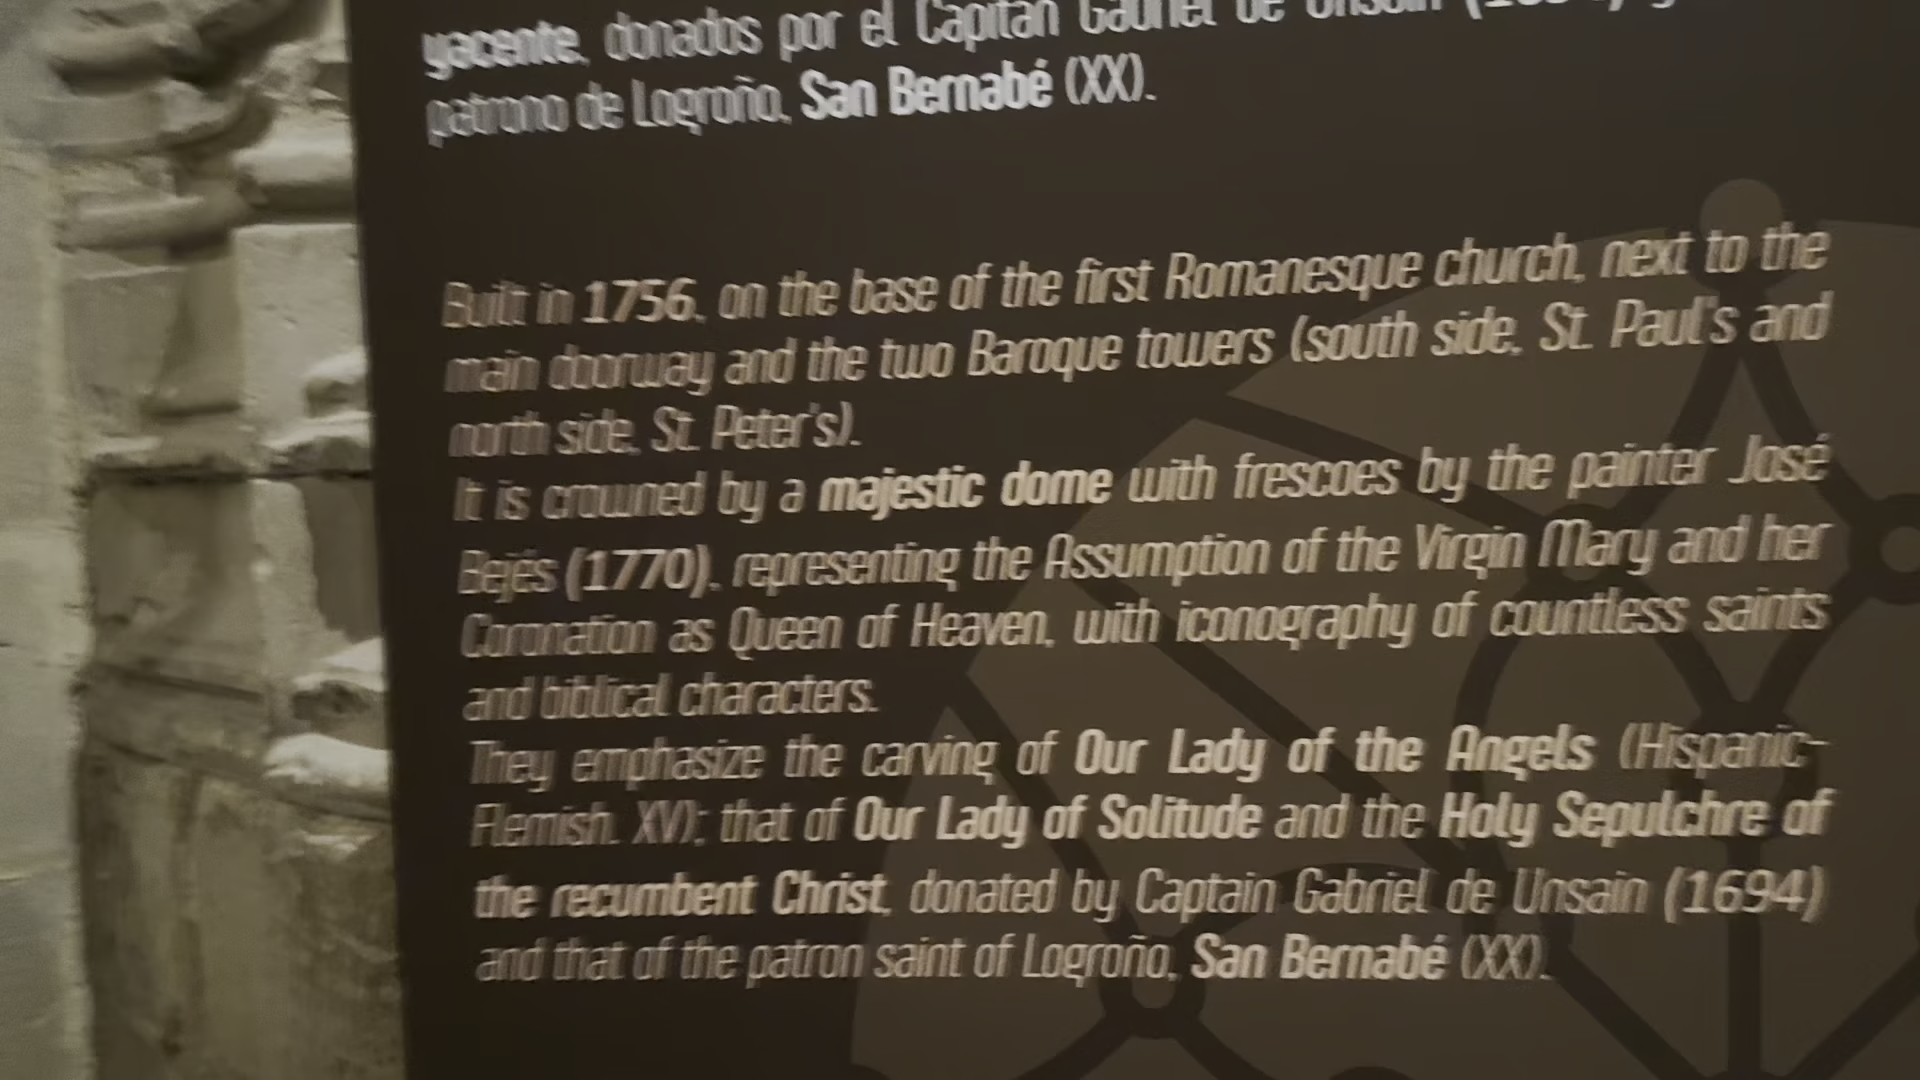 yacente, donados por el Capitán Gabriel de Unsain
patrono de Logroño, San Bernabé (XX).
Built in 1756, on the base of the first Romanesque church, next to the
main doorway and the two Baroque towers (south side, St. Paul's and
north side, St. Peter's).
It is crowned by a majestic dome with frescoes by the painter José
Bejés (1770), representing the Assumption of the Virgin Mary and her
Coronation as Queen of Heaven, with iconography of countless saints
and biblical characters.
They emphasize the carving of Our Lady of the Angels (Hispanic-
Flemish, XV); that of Our Lady of Solitude and the Holy Sepulchre of
the recumbent Christ, donated by Captain Gabriel de Unsain (1694)
and that of the patron saint of Logroño, San Bernabé (XX).